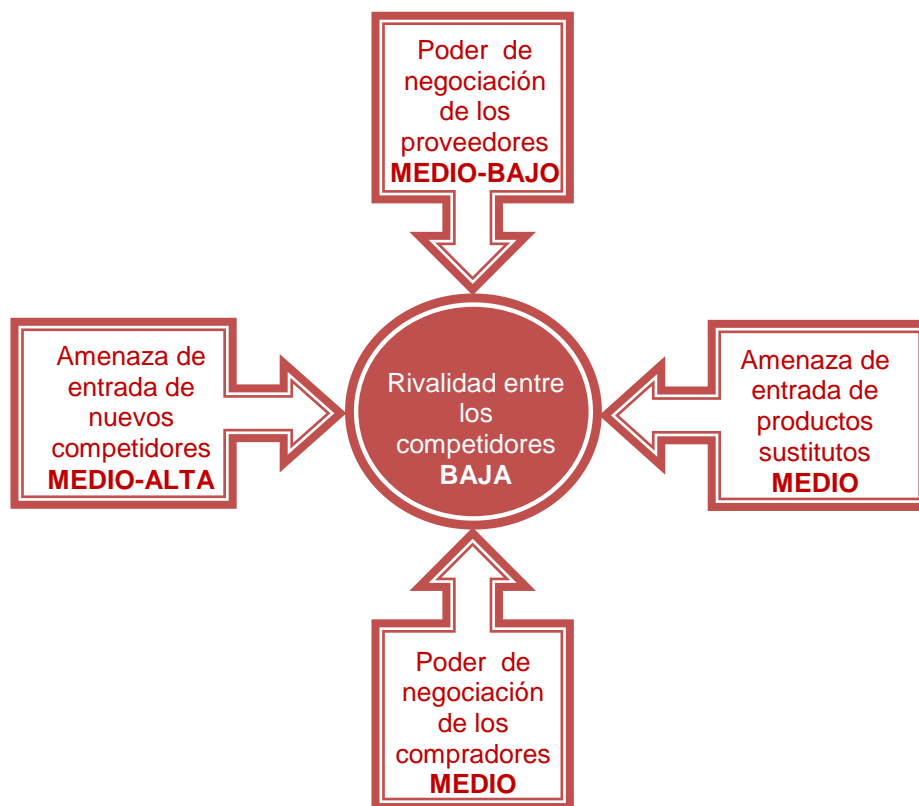 Poder de
negociación
de los
proveedores
MEDIO-BAJO
Amenaza de
entrada de
nuevos
competidores
MEDIO-ALTA
Rivalidad entre
los
competidores
BAJA
Amenaza de
entrada de
productos
sustitutos
MEDIO
Poder de
negociación
de los
compradores
MEDIO